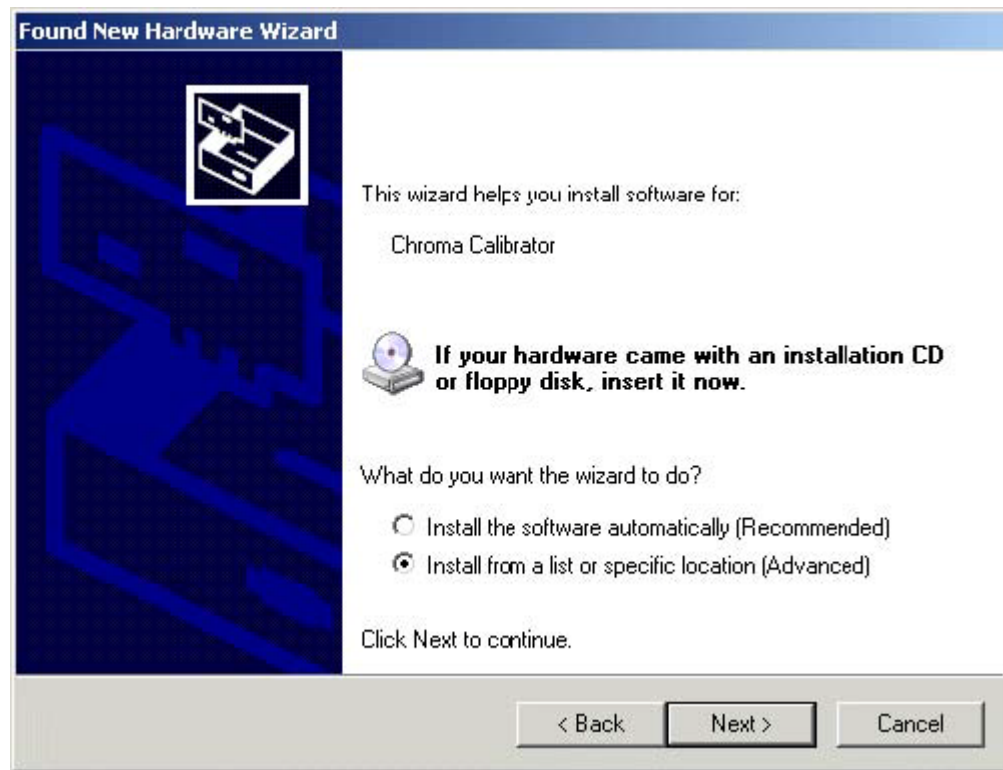 Found New Hardware Wizard
This wizard helps you install software for:
Chroma Calibrator
If your hardware came with an installation CD
or floppy disk, insert it now.
What do you want the wizard to do?
Install the software automatically (Recommended)
Install from a list or specific location (Advanced)
Click Next to continue.
< Back
Next >
Cancel